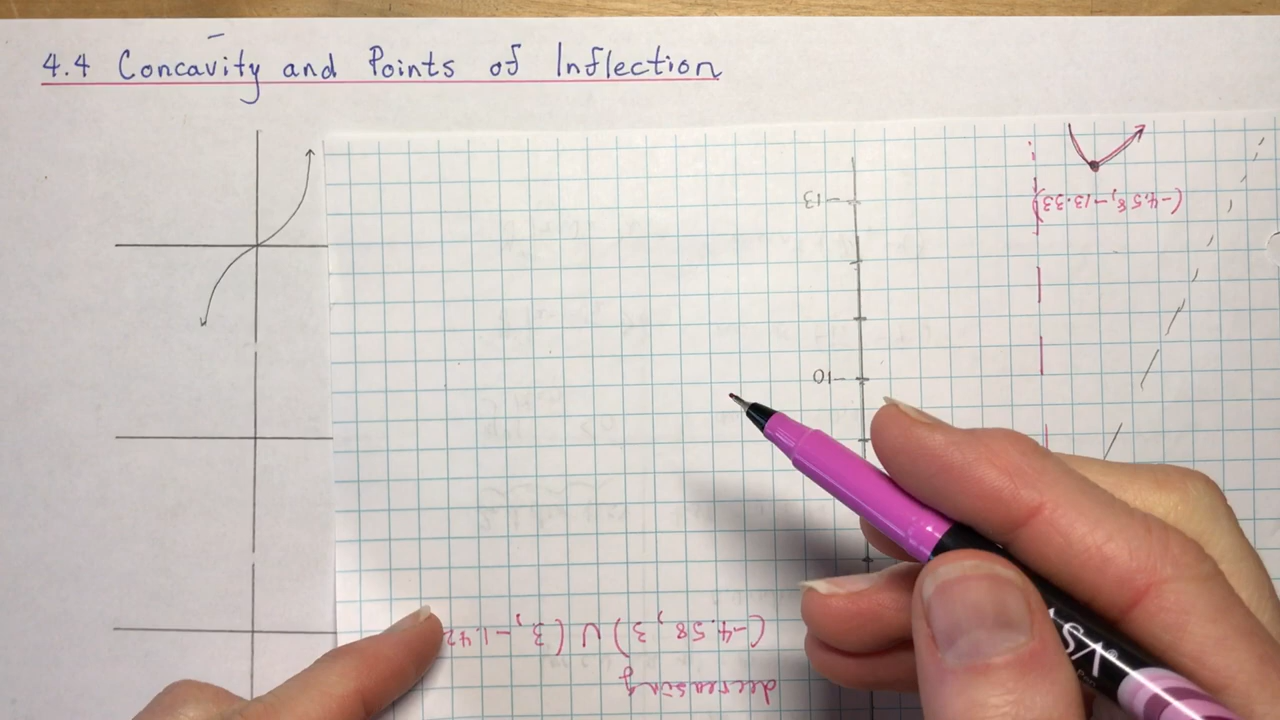 4.4 Concavity and Points of Inflection
13
(-4.58, -13.33)
10
decreasing
(-4.58, 3) ∪ (3, -1.42